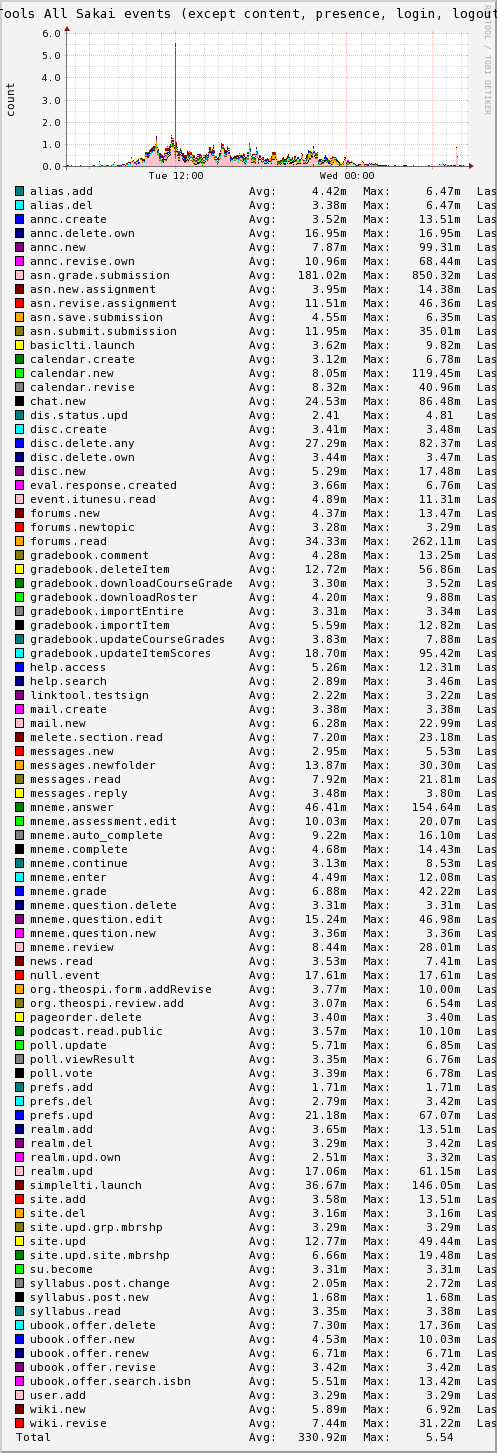 ools All Sakai events (except content, presence, login, logout
RRDTOOL / TOBI OETIKER
count
6.0
5.0
4.0
3.0
2.0
1.0
0.0
Tue 12:00 Wed 00:00
alias.add Avg: 4.42m Max: 6.47m Las
alias.del Avg: 3.38m Max: 6.47m Las
annc.create Avg: 3.52m Max: 13.51m Las
annc.delete.own Avg: 16.95m Max: 16.95m Las
annc.new Avg: 7.87m Max: 99.31m Las
annc.revise.own Avg: 10.96m Max: 68.44m Las
asn.grade.submission Avg: 181.02m Max: 850.32m Las
asn.new.assignment Avg: 3.95m Max: 14.38m Las
asn.revise.assignment Avg: 11.51m Max: 46.36m Las
asn.save.submission Avg: 4.55m Max: 6.35m Las
asn.submit.submission Avg: 11.95m Max: 35.01m Las
basiclti.launch Avg: 3.62m Max: 9.82m Las
calendar.create Avg: 3.12m Max: 6.78m Las
calendar.new Avg: 8.05m Max: 119.45m Las
calendar.revise Avg: 8.32m Max: 40.96m Las
chat.new Avg: 24.53m Max: 86.48m Las
dis.status.upd Avg: 2.41 Max: 4.81 Las
disc.create Avg: 3.41m Max: 3.48m Las
disc.delete.any Avg: 27.29m Max: 82.37m Las
disc.delete.own Avg: 3.44m Max: 3.47m Las
disc.new Avg: 5.29m Max: 17.48m Las
eval.response.created Avg: 3.66m Max: 6.76m Las
event.itunesu.read Avg: 4.89m Max: 11.31m Las
forums.new Avg: 4.37m Max: 13.47m Las
forums.newtopic Avg: 3.28m Max: 3.29m Las
forums.read Avg: 34.33m Max: 262.11m Las
gradebook.comment Avg: 4.28m Max: 13.25m Las
gradebook.deleteItem Avg: 12.72m Max: 56.86m Las
gradebook.downloadCourseGrade Avg: 3.30m Max: 3.52m Las
gradebook.downloadRoster Avg: 4.20m Max: 9.88m Las
gradebook.importEntire Avg: 3.31m Max: 3.34m Las
gradebook.importItem Avg: 5.59m Max: 12.82m Las
gradebook.updateCourseGrades Avg: 3.83m Max: 7.88m Las
gradebook.updateItemScores Avg: 18.70m Max: 95.42m Las
help.access Avg: 5.26m Max: 12.31m Las
help.search Avg: 2.89m Max: 3.46m Las
linktool.testsign Avg: 2.22m Max: 3.22m Las
mail.create Avg: 3.38m Max: 3.38m Las
mail.new Avg: 6.28m Max: 22.99m Las
melete.section.read Avg: 7.20m Max: 23.18m Las
messages.new Avg: 2.95m Max: 5.53m Las
messages.newfolder Avg: 13.87m Max: 30.30m Las
messages.read Avg: 7.92m Max: 21.81m Las
messages.reply Avg: 3.48m Max: 3.80m Las
mneme.answer Avg: 46.41m Max: 154.64m Las
mneme.assessment.edit Avg: 10.03m Max: 20.07m Las
mneme.auto_complete Avg: 9.22m Max: 16.10m Las
mneme.complete Avg: 4.68m Max: 14.43m Las
mneme.continue Avg: 3.13m Max: 8.53m Las
mneme.enter Avg: 4.49m Max: 12.08m Las
mneme.grade Avg: 6.88m Max: 42.22m Las
mneme.question.delete Avg: 3.31m Max: 3.31m Las
mneme.question.edit Avg: 15.24m Max: 46.98m Las
mneme.question.new Avg: 3.36m Max: 3.36m Las
mneme.review Avg: 8.44m Max: 28.01m Las
news.read Avg: 3.53m Max: 7.41m Las
null.event Avg: 17.61m Max: 17.61m Las
org.theospi.form.addRevise Avg: 3.77m Max: 10.00m Las
org.theospi.review.add Avg: 3.07m Max: 6.54m Las
pageorder.delete Avg: 3.40m Max: 3.40m Las
podcast.read.public Avg: 3.57m Max: 10.10m Las
poll.update Avg: 5.71m Max: 6.85m Las
poll.viewResult Avg: 3.35m Max: 6.76m Las
poll.vote Avg: 3.39m Max: 6.78m Las
prefs.add Avg: 1.71m Max: 1.71m Las
prefs.del Avg: 2.79m Max: 3.42m Las
prefs.upd Avg: 21.18m Max: 67.07m Las
realm.add Avg: 3.65m Max: 13.51m Las
realm.del Avg: 3.29m Max: 3.42m Las
realm.upd.own Avg: 2.51m Max: 3.32m Las
realm.upd Avg: 17.06m Max: 61.15m Las
simplelti.launch Avg: 36.67m Max: 146.05m Las
site.add Avg: 3.58m Max: 13.51m Las
site.del Avg: 3.16m Max: 3.16m Las
site.upd.grp.mbrshp Avg: 3.29m Max: 3.29m Las
site.upd Avg: 12.77m Max: 49.44m Las
site.upd.site.mbrshp Avg: 6.66m Max: 19.48m Las
su.become Avg: 3.31m Max: 3.31m Las
syllabus.post.change Avg: 2.05m Max: 2.72m Las
syllabus.post.new Avg: 1.68m Max: 1.68m Las
syllabus.read Avg: 3.35m Max: 3.38m Las
ubook.offer.delete Avg: 7.30m Max: 17.36m Las
ubook.offer.new Avg: 4.53m Max: 10.03m Las
ubook.offer.renew Avg: 6.71m Max: 6.71m Las
ubook.offer.revise Avg: 3.42m Max: 3.42m Las
ubook.offer.search.isbn Avg: 5.51m Max: 13.42m Las
user.add Avg: 3.29m Max: 3.29m Las
wiki.new Avg: 5.89m Max: 6.92m Las
wiki.revise Avg: 7.44m Max: 31.22m Las
Total Avg: 330.92m Max: 5.54